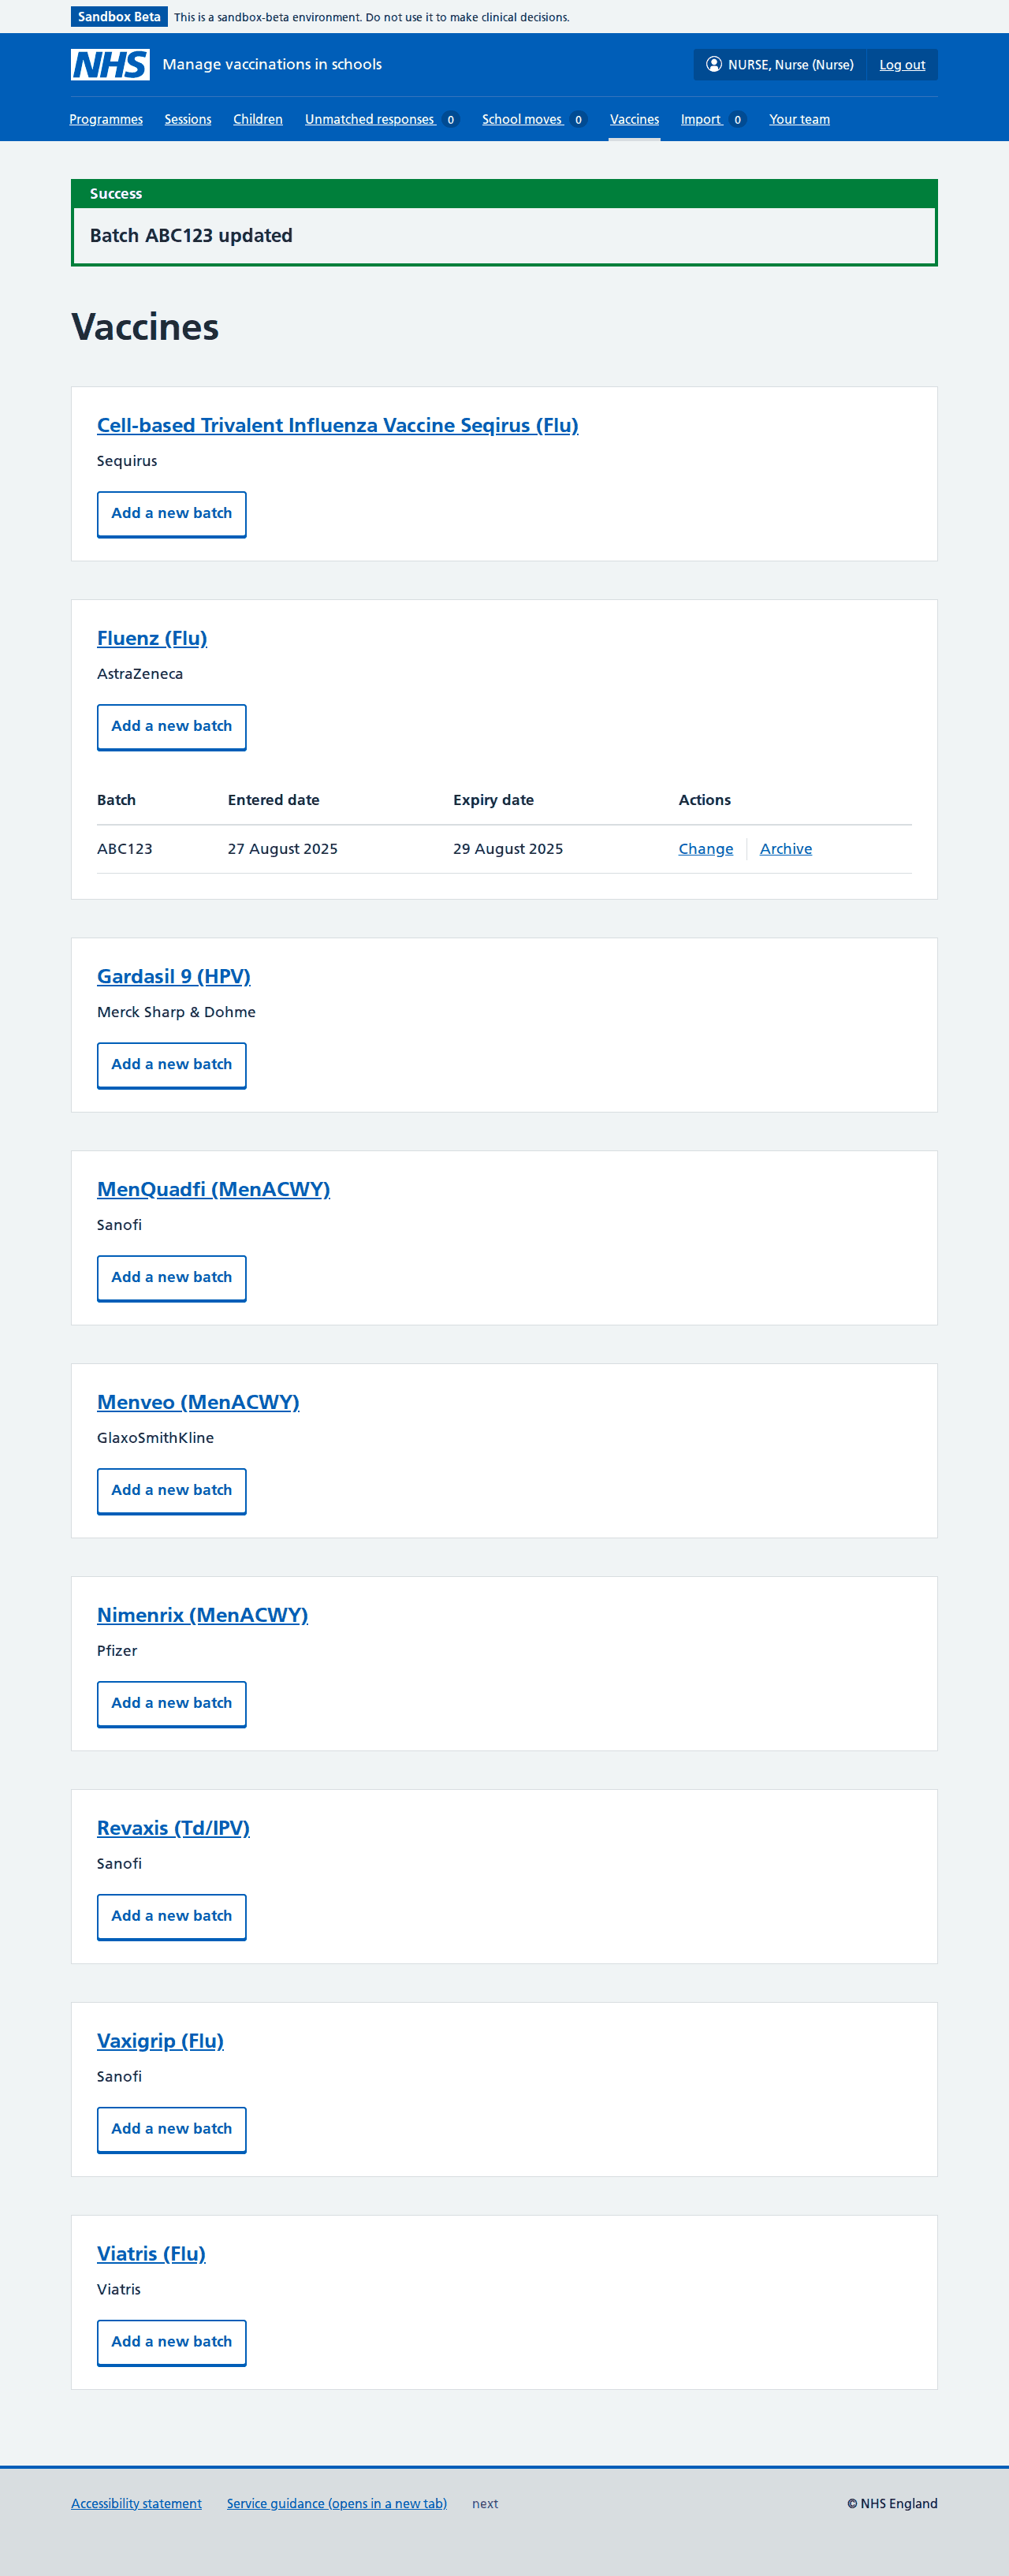 Sandbox Beta This is a sandbox-beta environment. Do not use it to make clinical decisions.
NHS Manage vaccinations in schools NURSE, Nurse (Nurse) Log out
Programmes Sessions Children Unmatched responses 0 School moves 0 Vaccines Import 0 Your team
Success
Batch ABC123 updated
Vaccines
Cell-based Trivalent Influenza Vaccine Seqirus (Flu)
Sequirus
Add a new batch
Fluenz (Flu)
AstraZeneca
Add a new batch
Batch Entered date Expiry date Actions
ABC123 27 August 2025 29 August 2025 Change Archive
Gardasil 9 (HPV)
Merck Sharp & Dohme
Add a new batch
MenQuadfi (MenACWY)
Sanofi
Add a new batch
Menveo (MenACWY)
GlaxoSmithKline
Add a new batch
Nimenrix (MenACWY)
Pfizer
Add a new batch
Revaxis (Td/IPV)
Sanofi
Add a new batch
Vaxigrip (Flu)
Sanofi
Add a new batch
Viatris (Flu)
Viatris
Add a new batch
Accessibility statement Service guidance (opens in a new tab) next © NHS England